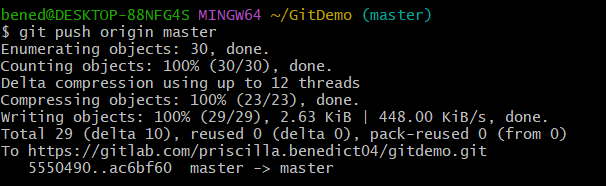 bened@DESKTOP-88NFG4S MINGW64 ~/GitDemo (master)
$ git push origin master
Enumerating objects: 30, done.
Counting objects: 100% (30/30), done.
Delta compression using up to 12 threads
Compressing objects: 100% (23/23), done.
Writing objects: 100% (29/29), 2.63 KiB | 448.00 KiB/s, done.
Total 29 (delta 10), reused 0 (delta 0), pack-reused 0 (from 0)
To https://gitlab.com/priscilla.benedict04/gitdemo.git
   5550490..ac6bf60  master -> master